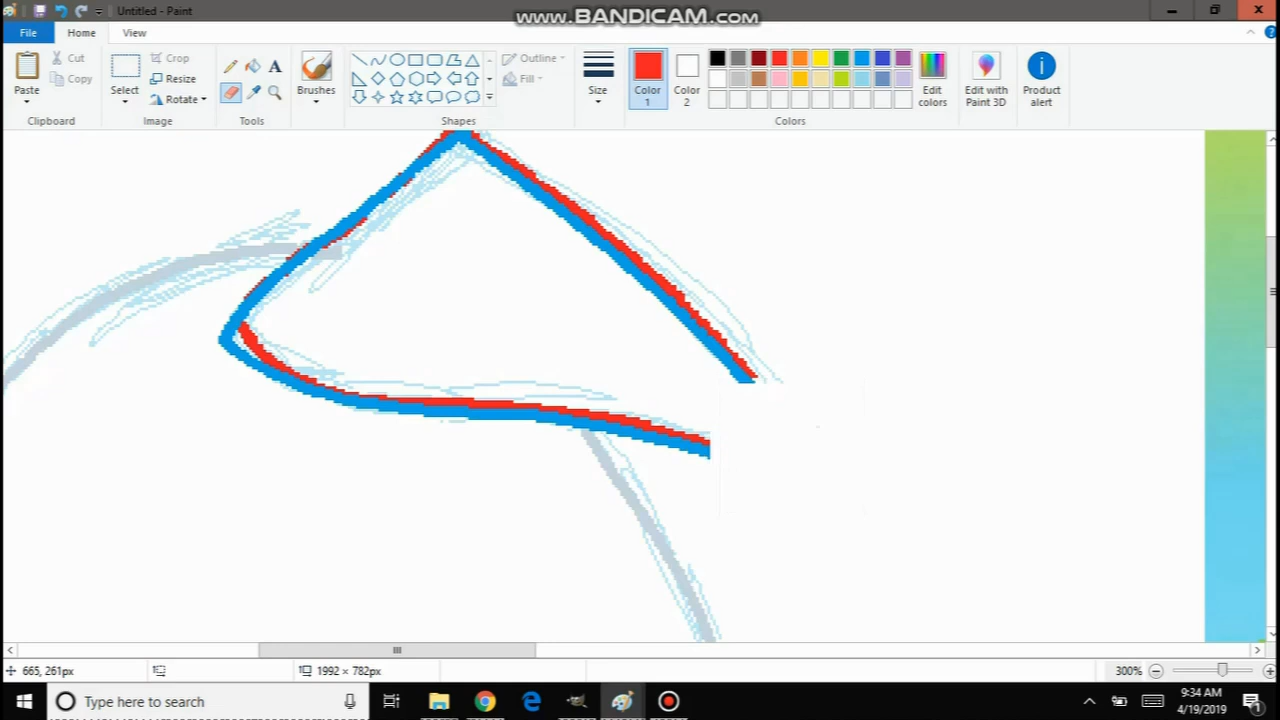 Untitled - Paint
www.BANDICAM.com
File Home View
Paste
Cut
Copy
Clipboard
Select
Crop
Resize
Rotate
Image
Tools
Brushes
Outline
Fill
Shapes
Size
Color 1
Color 2
Edit colors
Colors
Edit with Paint 3D
Product alert
665, 261px
1992 × 782px
300%
Type here to search
9:34 AM
4/19/2019
1